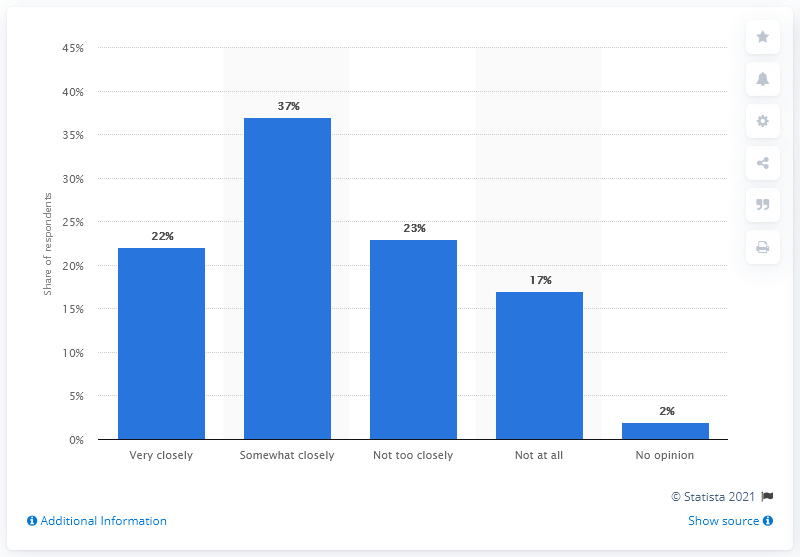 45%
40%
35%
30%
25%
20%
15%
10%
5%
0%
Share of respondents
22%
37%
23%
17%
2%
Very closely
Somewhat closely
Not too closely
Not at all
No opinion
© Statista 2021
Additional Information
Show source